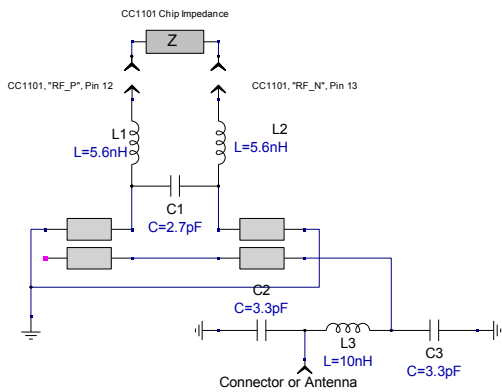 CC1101 Chip Impedance
Z
CC1101, "RF_P", Pin 12
CC1101, "RF_N", Pin 13
L1
L=5.6nH
L2
L=5.6nH
C1
C=2.7pF
C2
C=3.3pF
L3
L=10nH
C3
C=3.3pF
Connector or Antenna